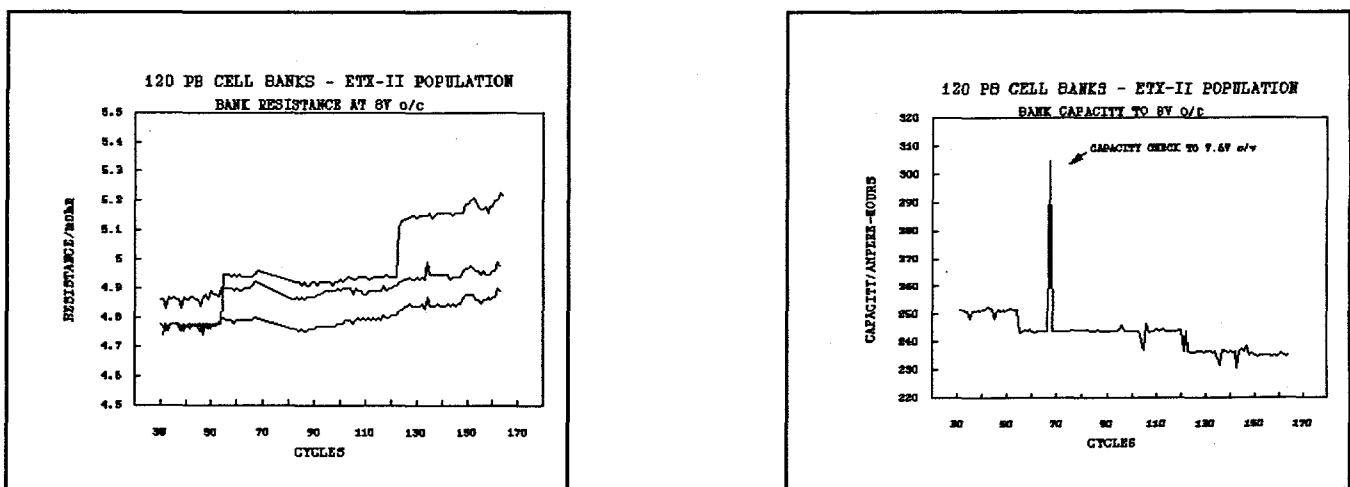 120 PB CELL BANKS - ETX-II POPULATION
BANK RESISTANCE AT 8V o/c
5.5
5.4
5.3
5.2
5.1
5
4.9
4.8
4.7
4.6
4.5
RESISTANCE/mohm
30 50 70 90 110 130 150 170
CYCLES
120 PB CELL BANKS - ETX-II POPULATION
BANK CAPACITY TO 8V O/C
320
310
300
290
280
270
260
250
240
230
220
CAPACITY/AMPERE-HOURS
CAPACITY CHECK TO
30 50 70 90 110 130 150 170
CYCLES